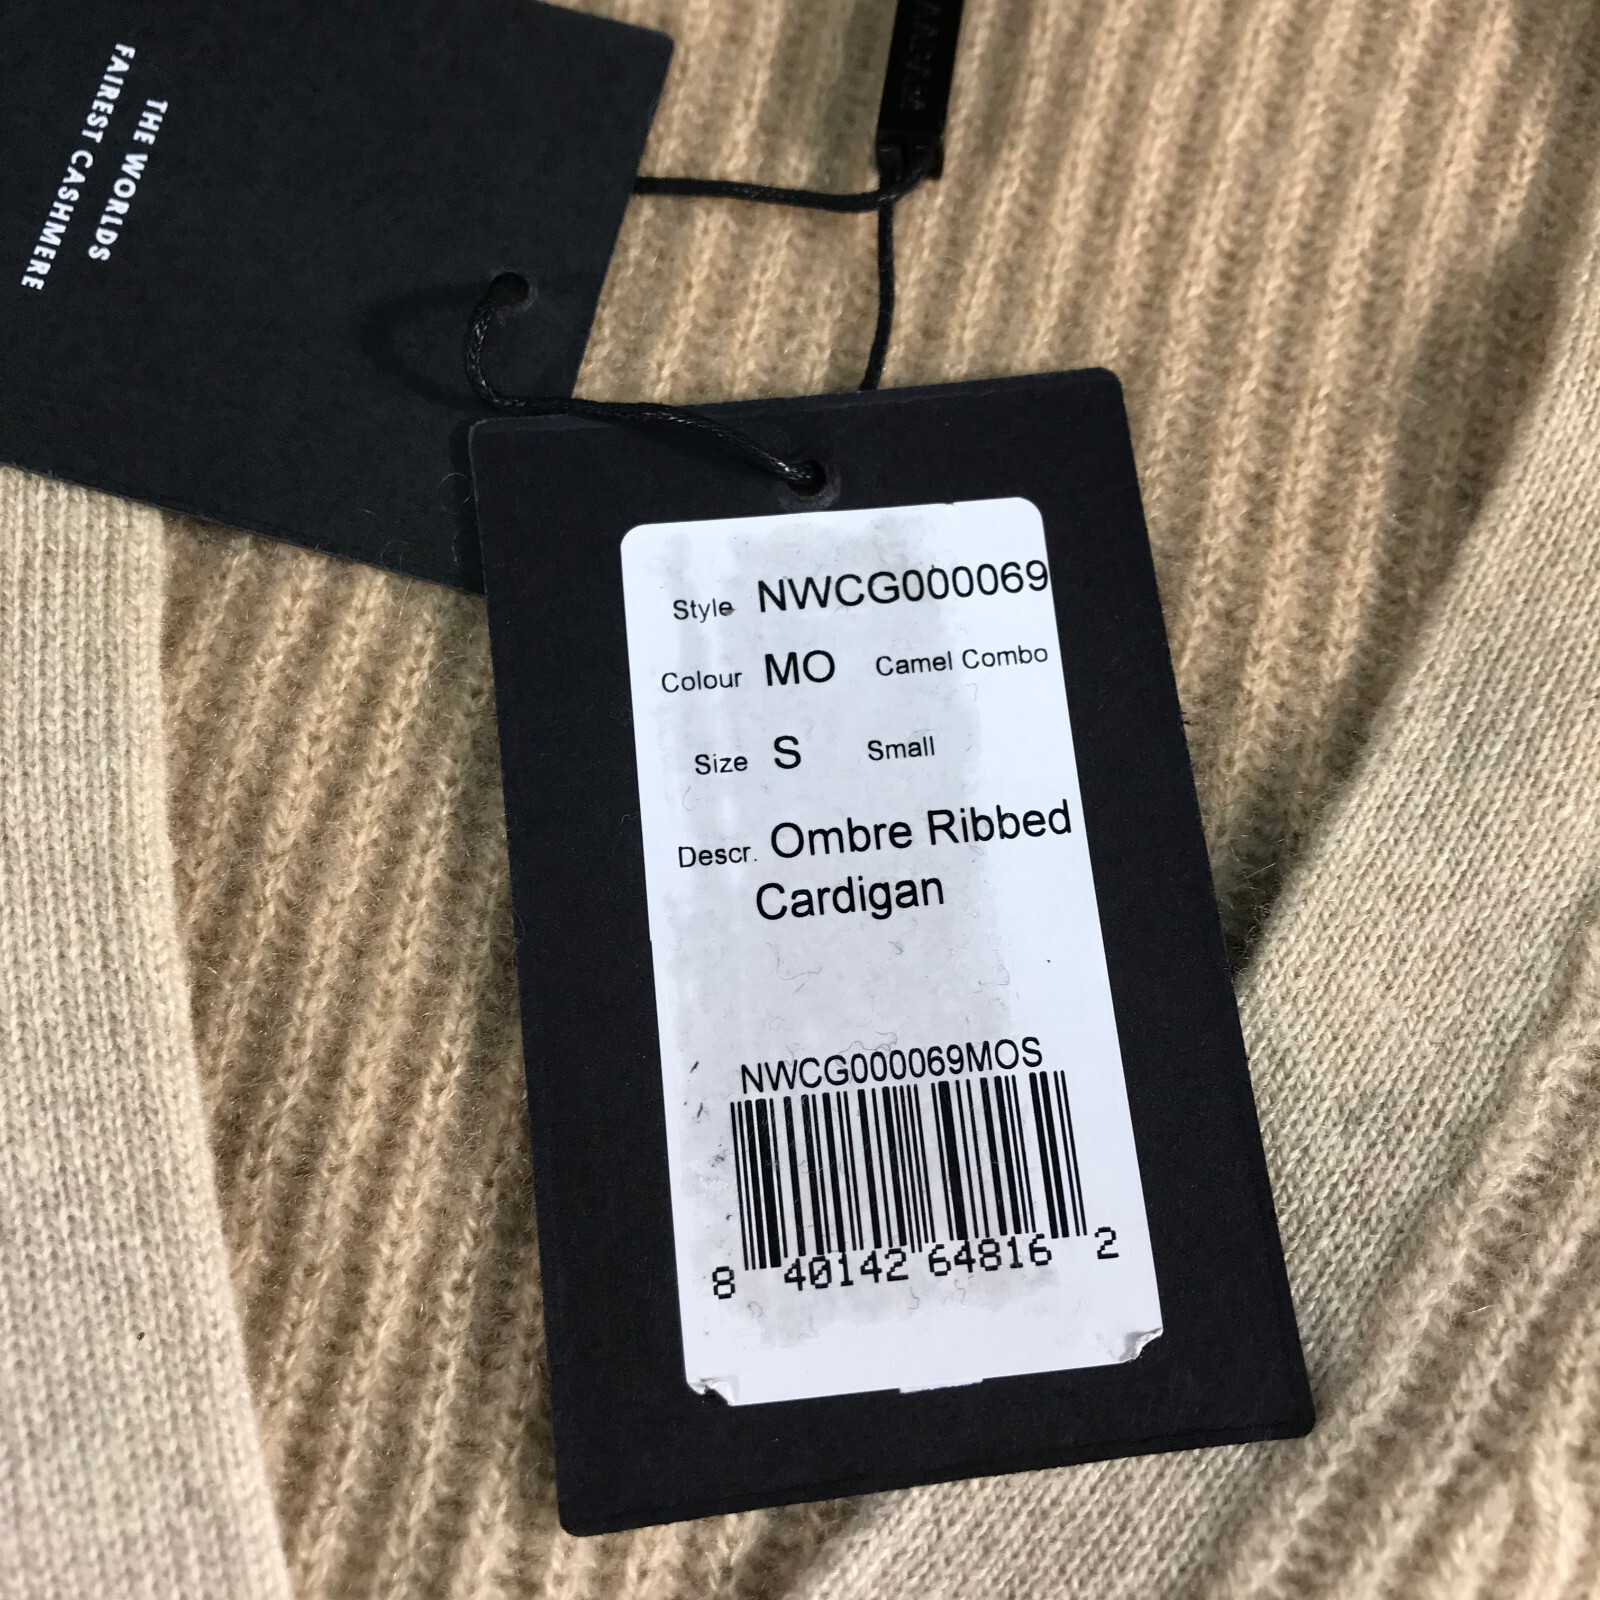 THE WORLDS
FAIREST CASHMERE
Style NWCG000069
Colour MO Camel Combo
Size S Small
Descr. Ombre Ribbed
Cardigan
NWCG000069MOS
8 40142 64816 2